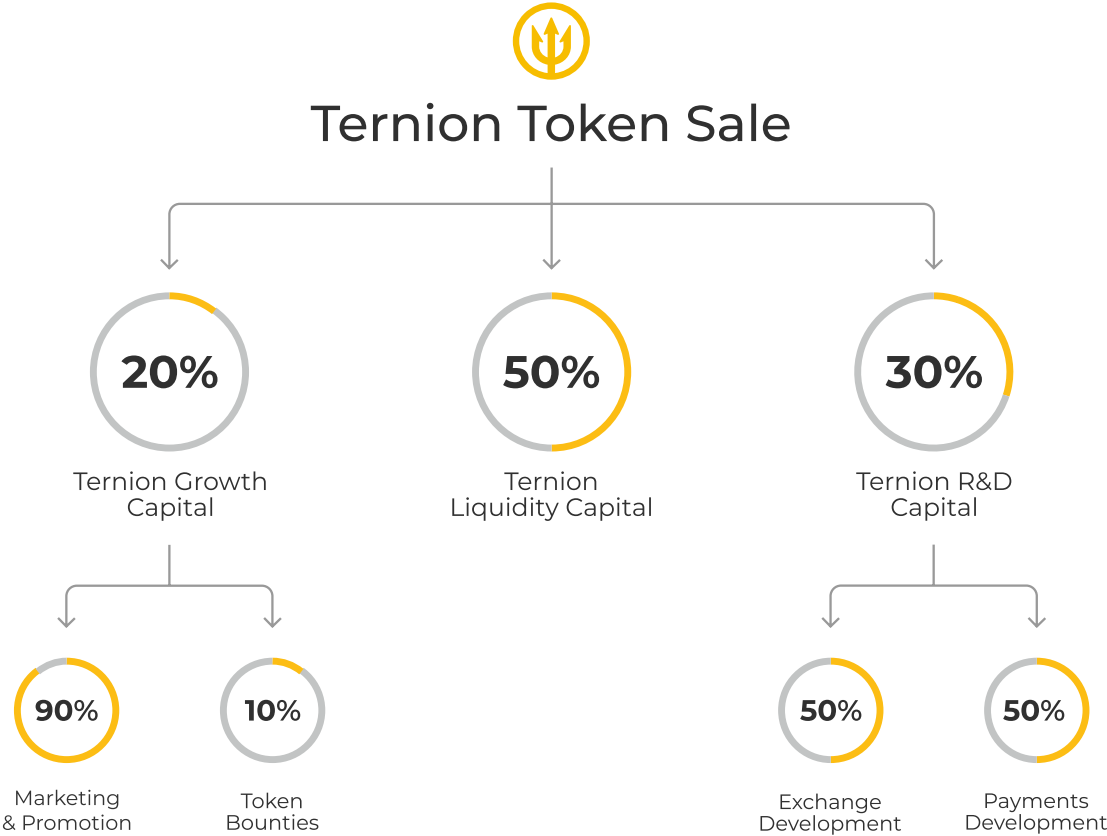 Ternion Token Sale
20%
50%
30%
Ternion Growth
Capital
Ternion
Liquidity Capital
Ternion R&D
Capital
90%
10%
50%
50%
Marketing
& Promotion
Token
Bounties
Exchange
Development
Payments
Development